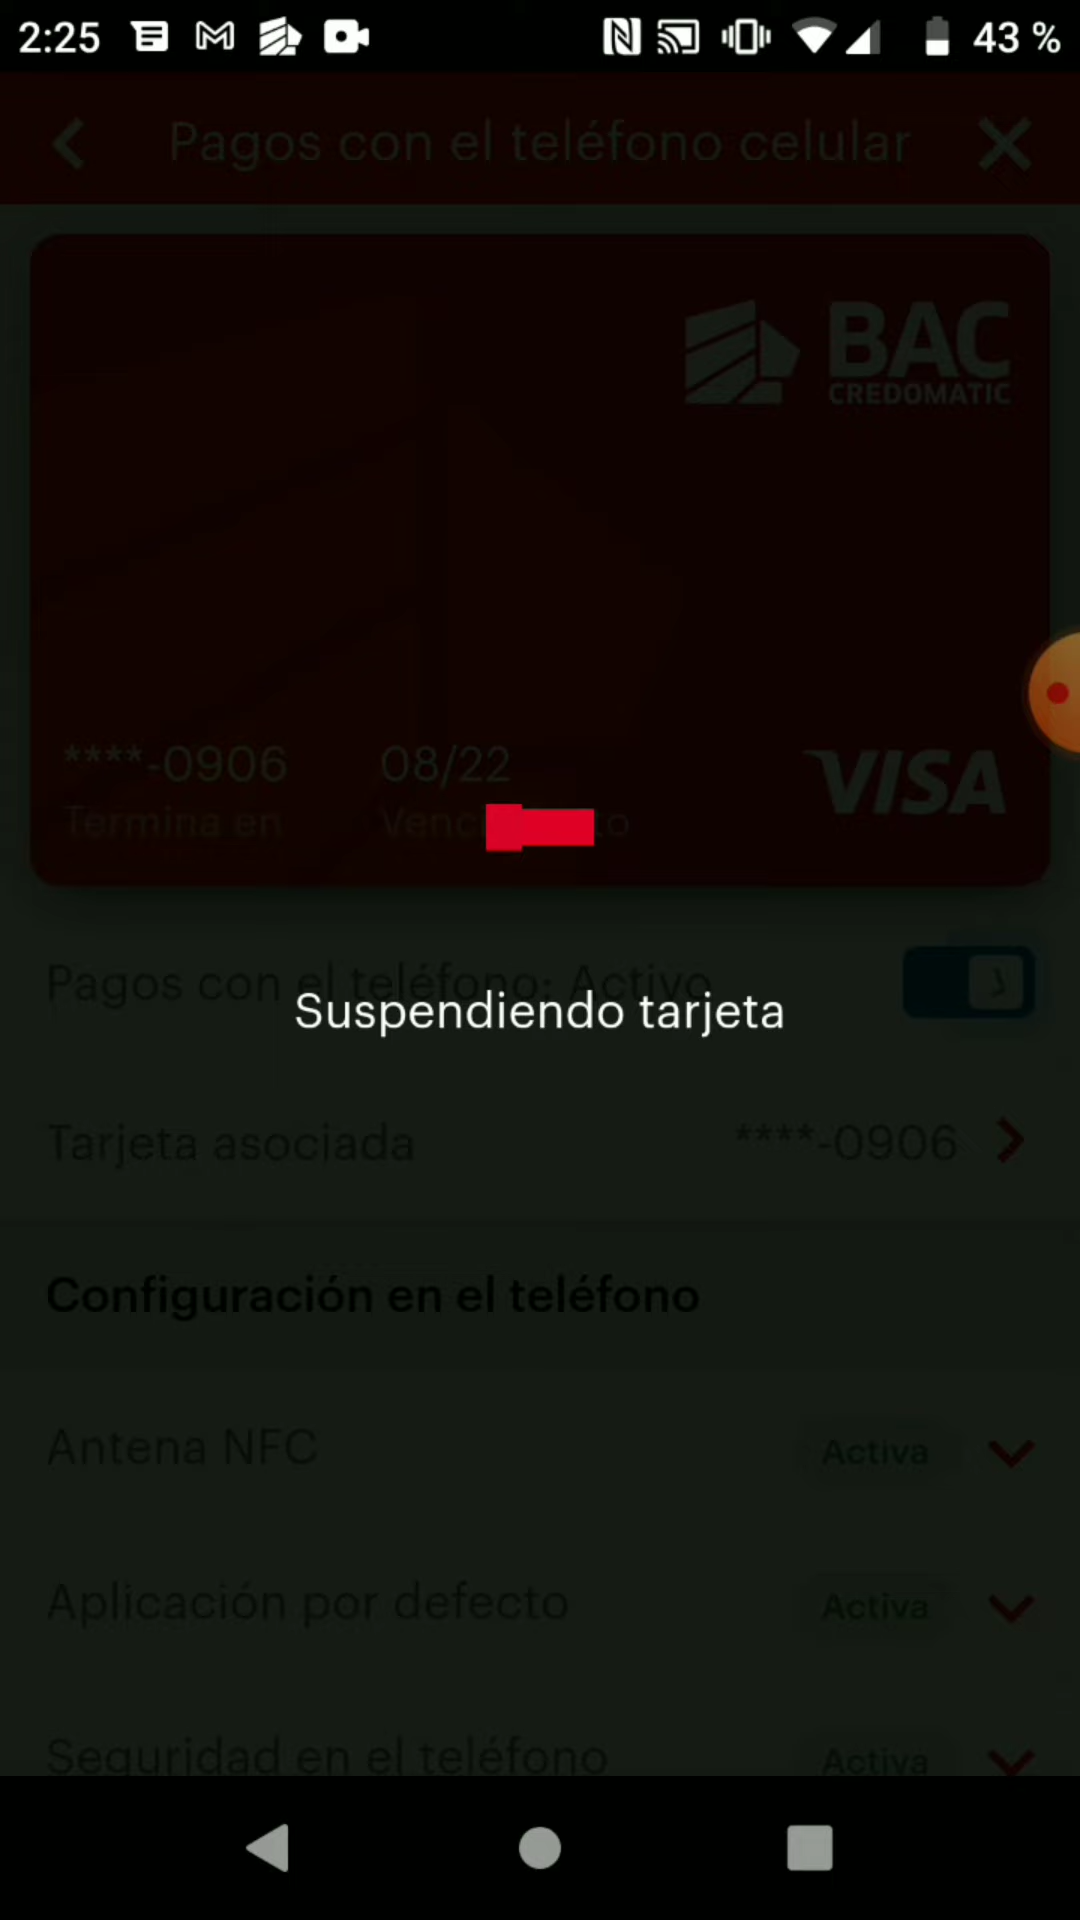 2:25
43 %
Pagos con el teléfono celular
BAC
CREDOMATIC
****-0906 08/22
VISA
Termina en
Pagos con el teléfono: Activo
Suspendiendo tarjeta
Tarjeta asociada ****-0906
Configuración en el teléfono
Antena NFC Activa
Aplicación por defecto Activa
Seguridad en el teléfono Activa